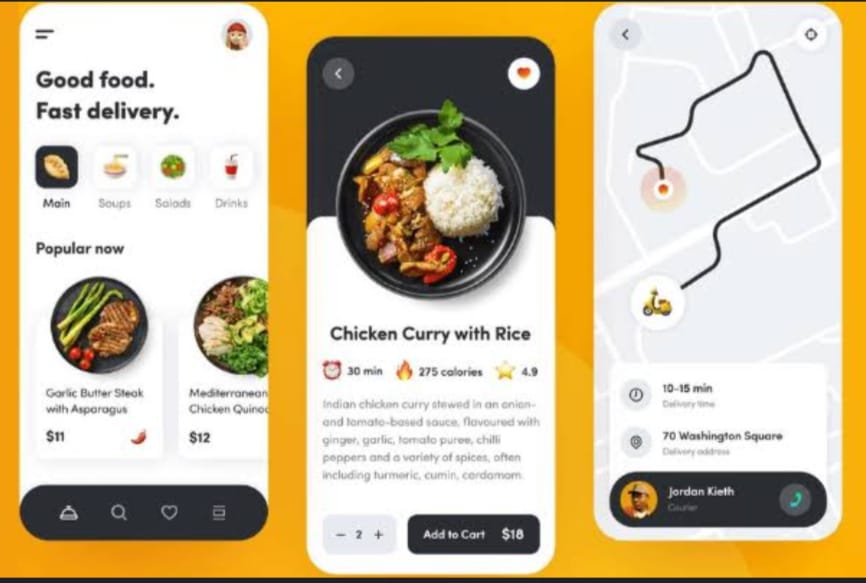 Good food.
Fast delivery.
Main
Soups
Salads
Drinks
Popular now
Garlic Butter Steak
with Asparagus
$11
Mediterranean
Chicken Quinoa
$12
Chicken Curry with Rice
30 min
275 calories
4.9
Indian chicken curry stewed in an onion-
and tomato-based sauce, flavoured with
ginger, garlic, tomato puree, chilli
peppers and a variety of spices, often
including turmeric, cumin, cardamom.
− 2 +
Add to Cart $18
10-15 min
Delivery time
70 Washington Square
Delivery address
Jordan Kieth
Courier